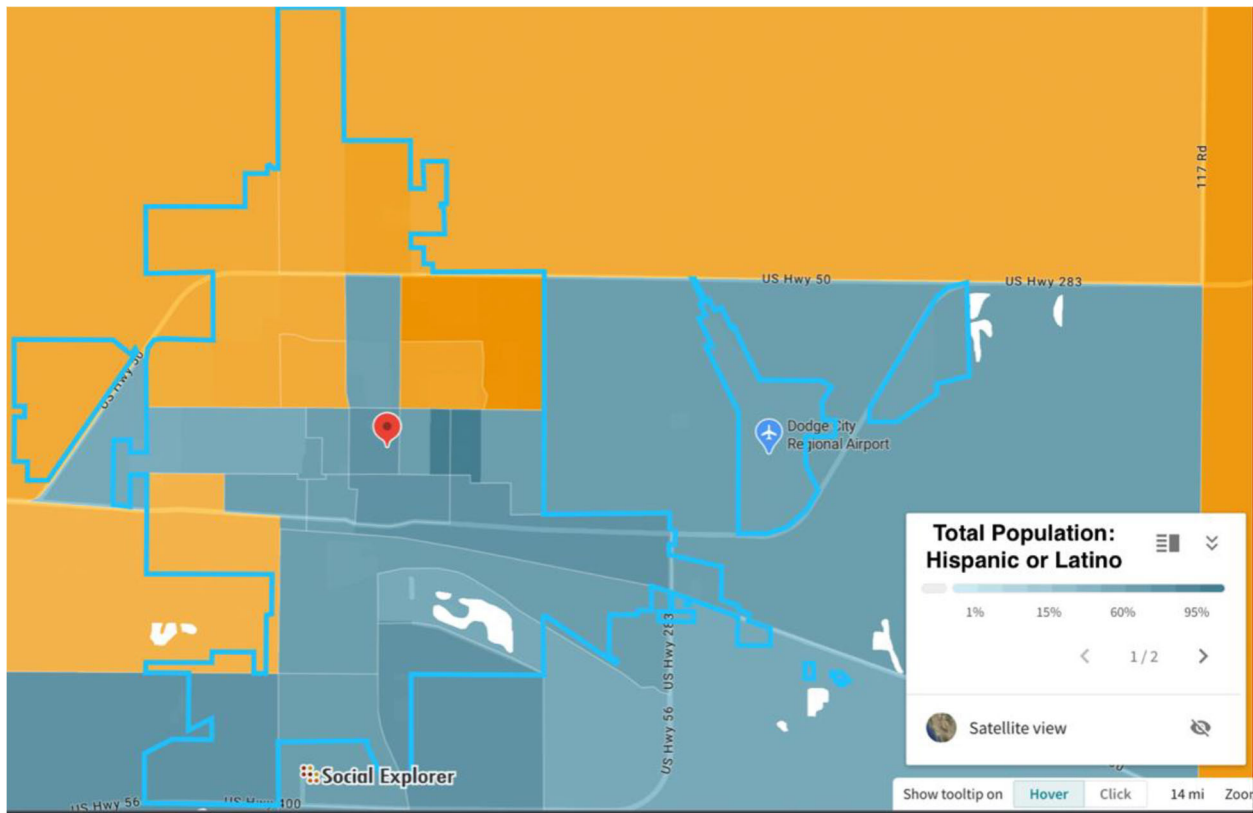 117 Rd
US Hwy 50
US Hwy 283
US Hwy 50
Dodge City
Regional Airport
Total Population:
Hispanic or Latino
1%
15%
60%
95%
1 / 2
Satellite view
US Hwy 56 US Hwy 283
Social Explorer
US Hwy 56
US Hwy 400
Show tooltip on
Hover
Click
14 mi